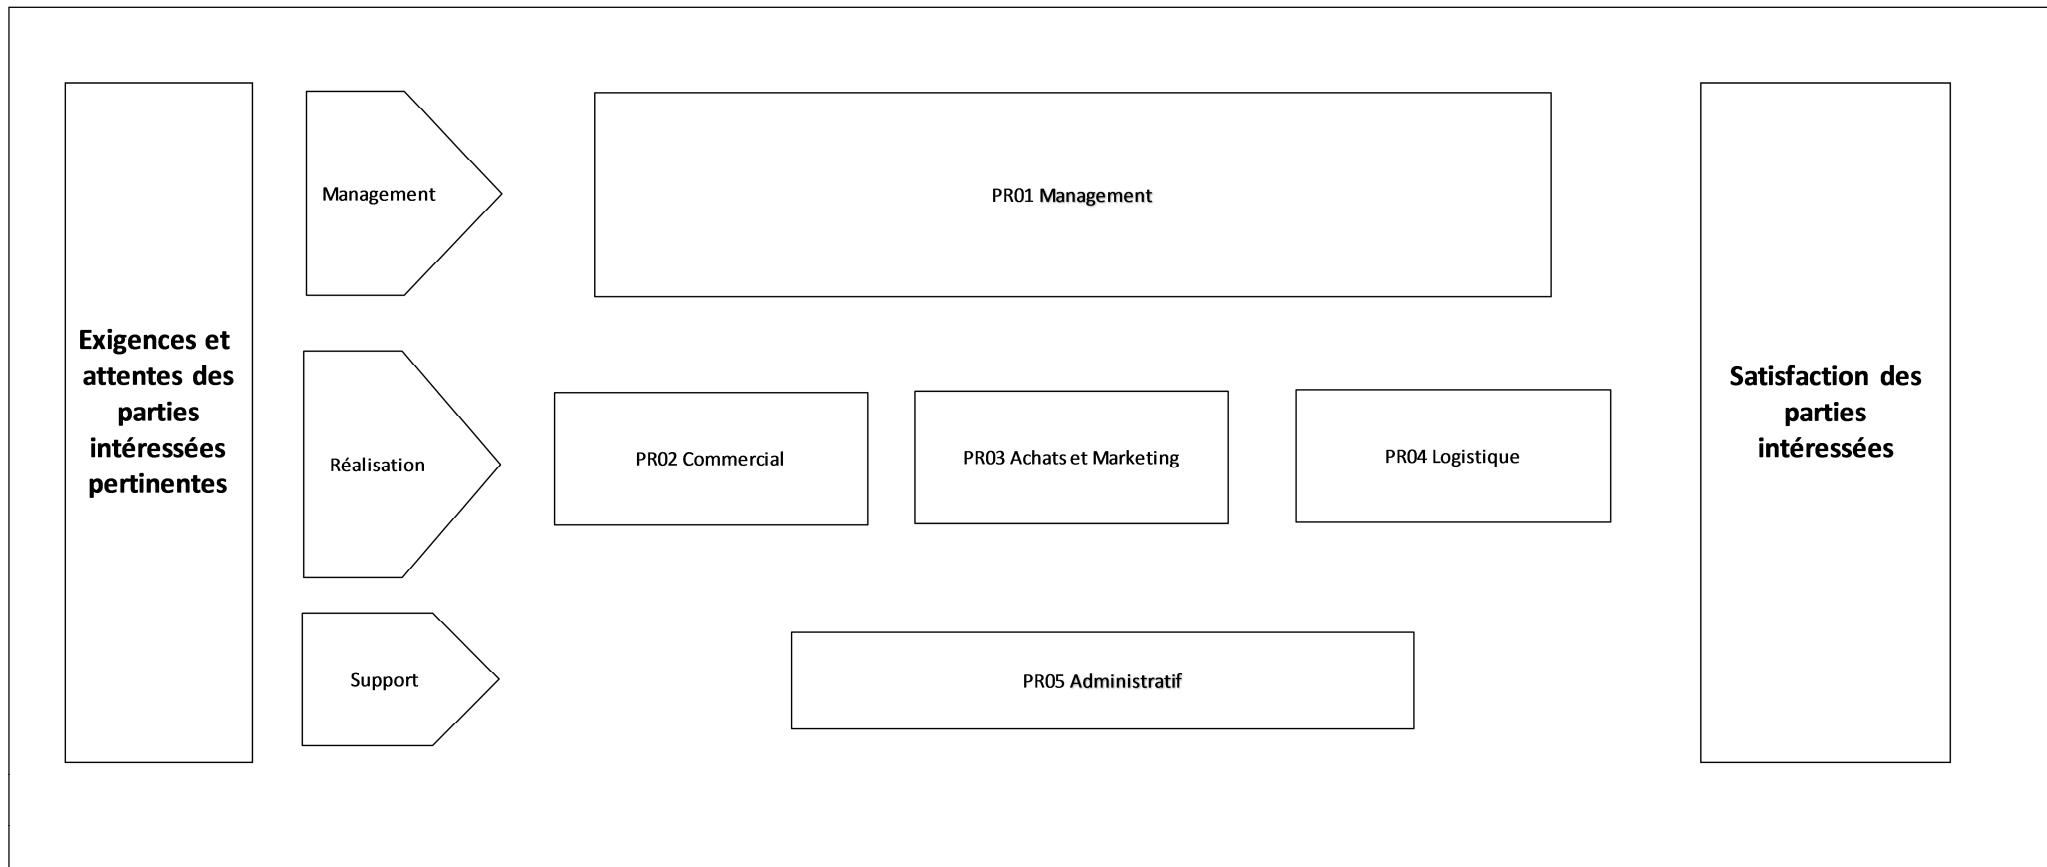 Exigences et
attentes des
parties
intéressées
pertinentes
Management
PR01 Management
Réalisation
PR02 Commercial
PR03 Achats et Marketing
PR04 Logistique
Support
PR05 Administratif
Satisfaction des
parties
intéressées